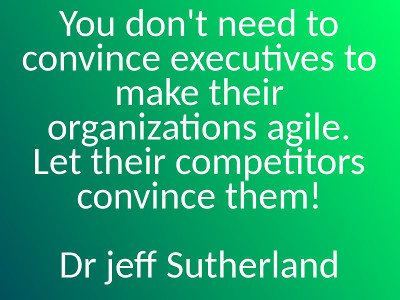 You don't need to
convince executives to
make their
organizations agile.
Let their competitors
convince them!
Dr jeff Sutherland